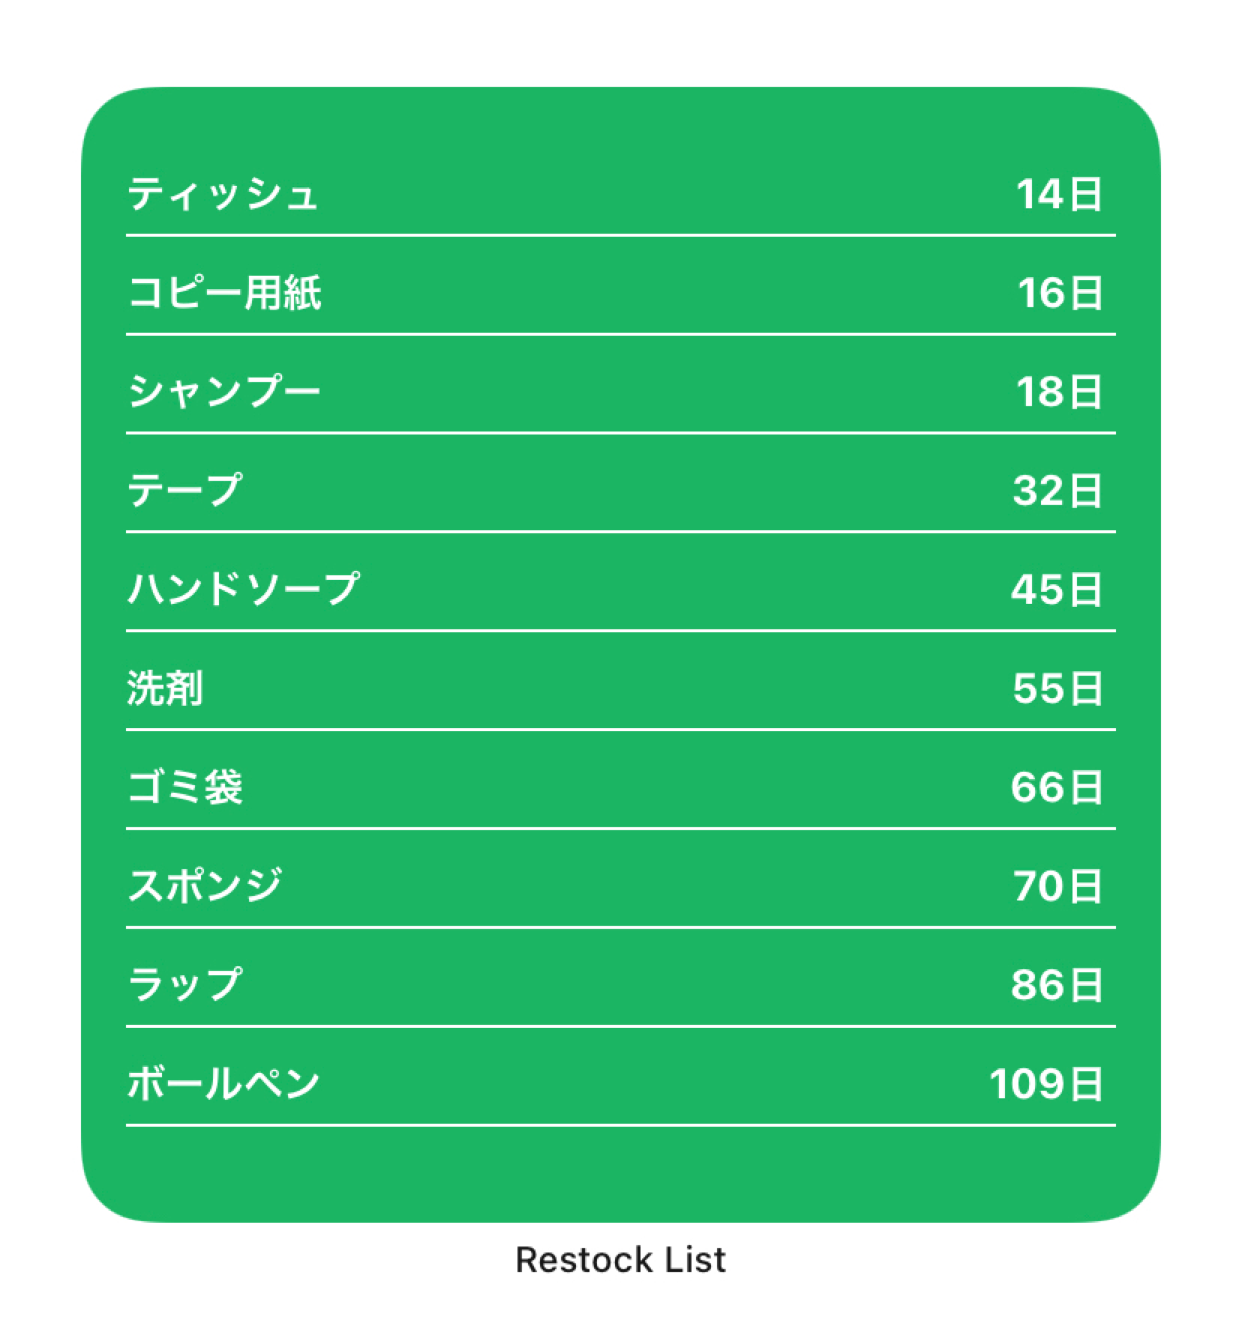 ティッシュ 14日
コピー用紙 16日
シャンプー 18日
テープ 32日
ハンドソープ 45日
洗剤 55日
ゴミ袋 66日
スポンジ 70日
ラップ 86日
ボールペン 109日
Restock List